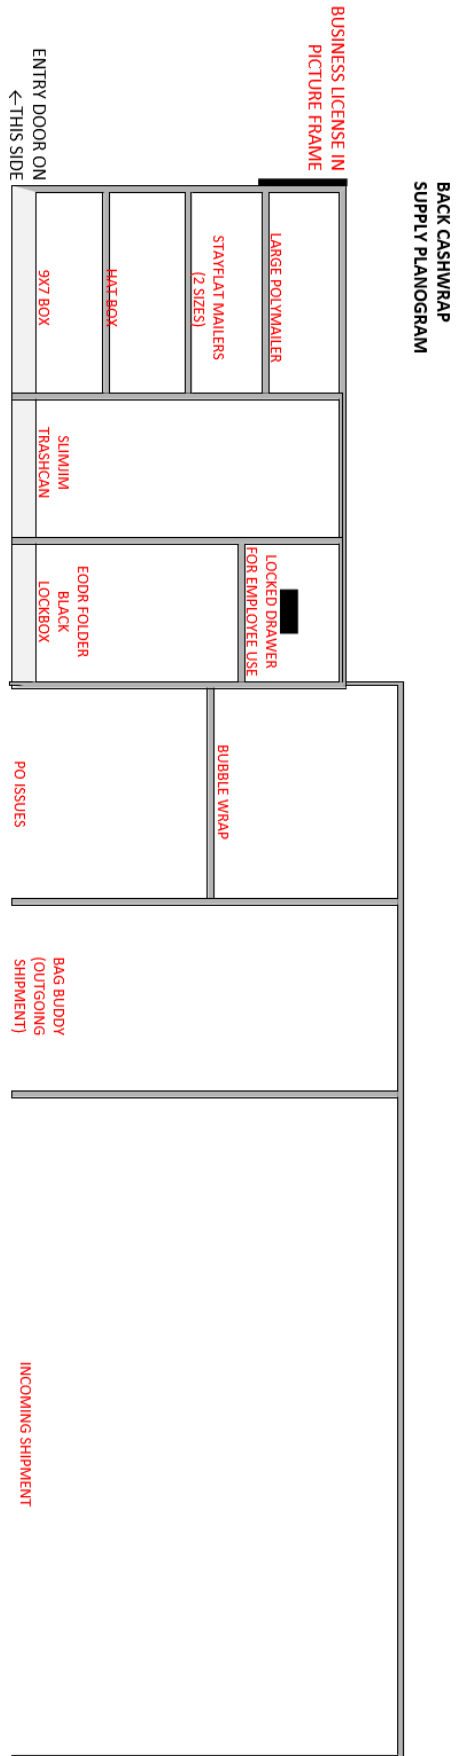 BACK CASHWRAP
SUPPLY PLANOGRAM
BUSINESS LICENSE IN
PICTURE FRAME
ENTRY DOOR ON
←THIS SIDE
LARGE POLYMAILER
STAYFLAT MAILERS
(2 SIZES)
HAT BOX
9X7 BOX
SLIMJIM
TRASHCAN
LOCKED DRAWER
FOR EMPLOYEE USE
EODR FOLDER
BLACK
LOCKBOX
BUBBLE WRAP
PO ISSUES
BAG BUDDY
(OUTGOING
SHIPMENT)
INCOMING SHIPMENT